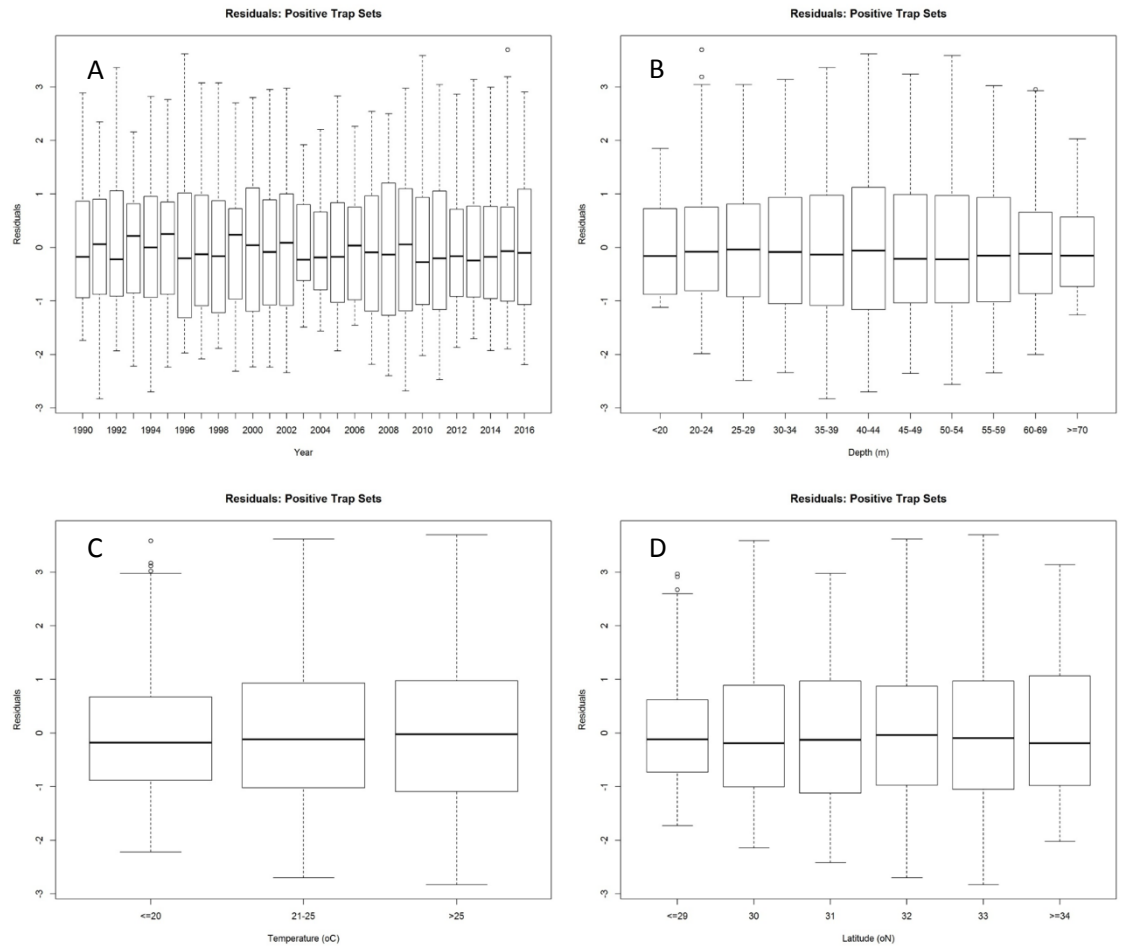 Residuals: Positive Trap Sets
A
Residuals
3
2
1
0
-1
-2
-3
1990 1992 1994 1996 1998 2000 2002 2004 2006 2008 2010 2012 2014 2016
Year
Residuals: Positive Trap Sets
B
Residuals
3
2
1
0
-1
-2
-3
<20 20-24 25-29 30-34 35-39 40-44 45-49 50-54 55-59 60-69 >=70
Depth (m)
Residuals: Positive Trap Sets
C
Residuals
3
2
1
0
-1
-2
-3
<=20 21-25 >25
Temperature (oC)
Residuals: Positive Trap Sets
D
Residuals
3
2
1
0
-1
-2
-3
<=29 30 31 32 33 >=34
Latitude (oN)